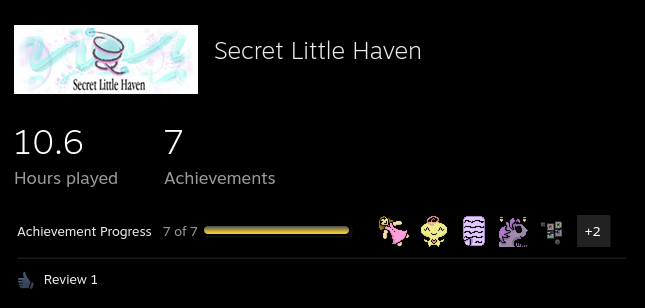 Secret Little Haven
Secret Little Haven
10.6 7
Hours played Achievements
Achievement Progress 7 of 7 +2
Review 1